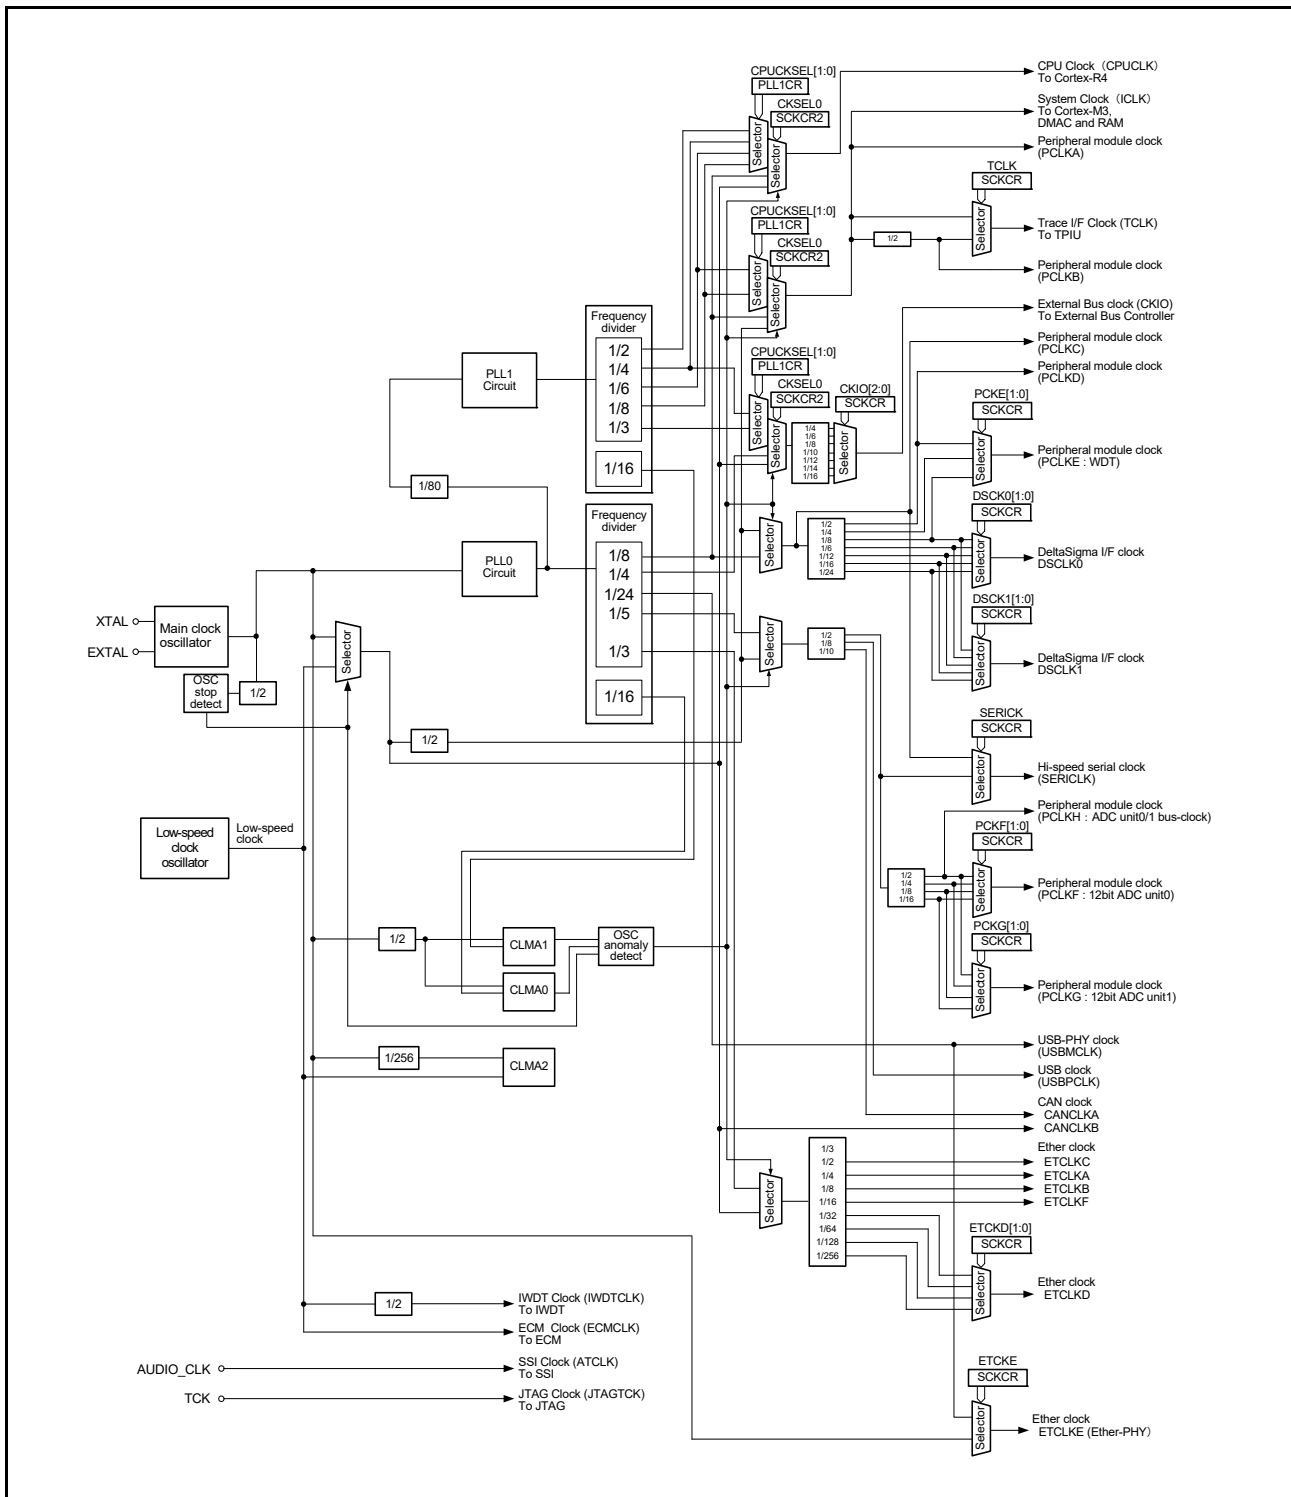 CPUCKSEL[1:0]
PLL1CR
CKSEL0
SCKCR2
Selector
Selector
CPU Clock（CPUCLK）
To Cortex-R4
System Clock（ICLK）
To Cortex-M3,
DMAC and RAM
Peripheral module clock
(PCLKA)
TCLK
SCKCR
Selector
Trace I/F Clock (TCLK)
To TPIU
1/2
Peripheral module clock
(PCLKB)
CPUCKSEL[1:0]
PLL1CR
CKSEL0
SCKCR2
Selector
Selector
External Bus clock (CKIO)
To External Bus Controller
Peripheral module clock
(PCLKC)
Peripheral module clock
(PCLKD)
Frequency
divider
1/2
1/4
1/6
1/8
1/3
1/16
PLL1
Circuit
1/80
CPUCKSEL[1:0]
PLL1CR
CKSEL0
SCKCR2
Selector
Selector
CKIO[2:0]
SCKCR
1/4
1/6
1/8
1/10
1/12
1/14
1/16
Selector
PCKE[1:0]
SCKCR
Selector
Peripheral module clock
(PCLKE : WDT)
Frequency
divider
1/8
1/4
1/24
1/5
1/3
1/16
PLL0
Circuit
Selector
1/2
1/4
1/8
1/6
1/12
1/16
1/24
DSCK0[1:0]
SCKCR
Selector
DeltaSigma I/F clock
DSCLK0
DSCK1[1:0]
SCKCR
Selector
DeltaSigma I/F clock
DSCLK1
XTAL
EXTAL
Main clock
oscillator
OSC
stop
detect
1/2
Selector
1/2
Selector
1/2
1/8
1/10
SERICK
SCKCR
Selector
Hi-speed serial clock
(SERICLK)
Peripheral module clock
(PCLKH : ADC unit0/1 bus-clock)
Low-speed
clock
oscillator
Low-speed
clock
PCKF[1:0]
SCKCR
1/2
1/4
1/8
1/16
Selector
Peripheral module clock
(PCLKF : 12bit ADC unit0)
PCKG[1:0]
SCKCR
Selector
Peripheral module clock
(PCLKG : 12bit ADC unit1)
1/2
CLMA1
CLMA0
OSC
anomaly
detect
1/256
CLMA2
USB-PHY clock
(USBMCLK)
USB clock
(USBPCLK)
CAN clock
CANCLKA
CANCLKB
Ether clock
ETCLKC
ETCLKA
ETCLKB
ETCLKF
Selector
1/3
1/2
1/4
1/8
1/16
1/32
1/64
1/128
1/256
ETCKD[1:0]
SCKCR
Selector
Ether clock
ETCLKD
1/2
IWDT Clock (IWDTCLK)
To IWDT
ECM Clock (ECMCLK)
To ECM
AUDIO_CLK
SSI Clock (ATCLK)
To SSI
TCK
JTAG Clock (JTAGTCK)
To JTAG
ETCKE
SCKCR
Selector
Ether clock
ETCLKE (Ether-PHY）